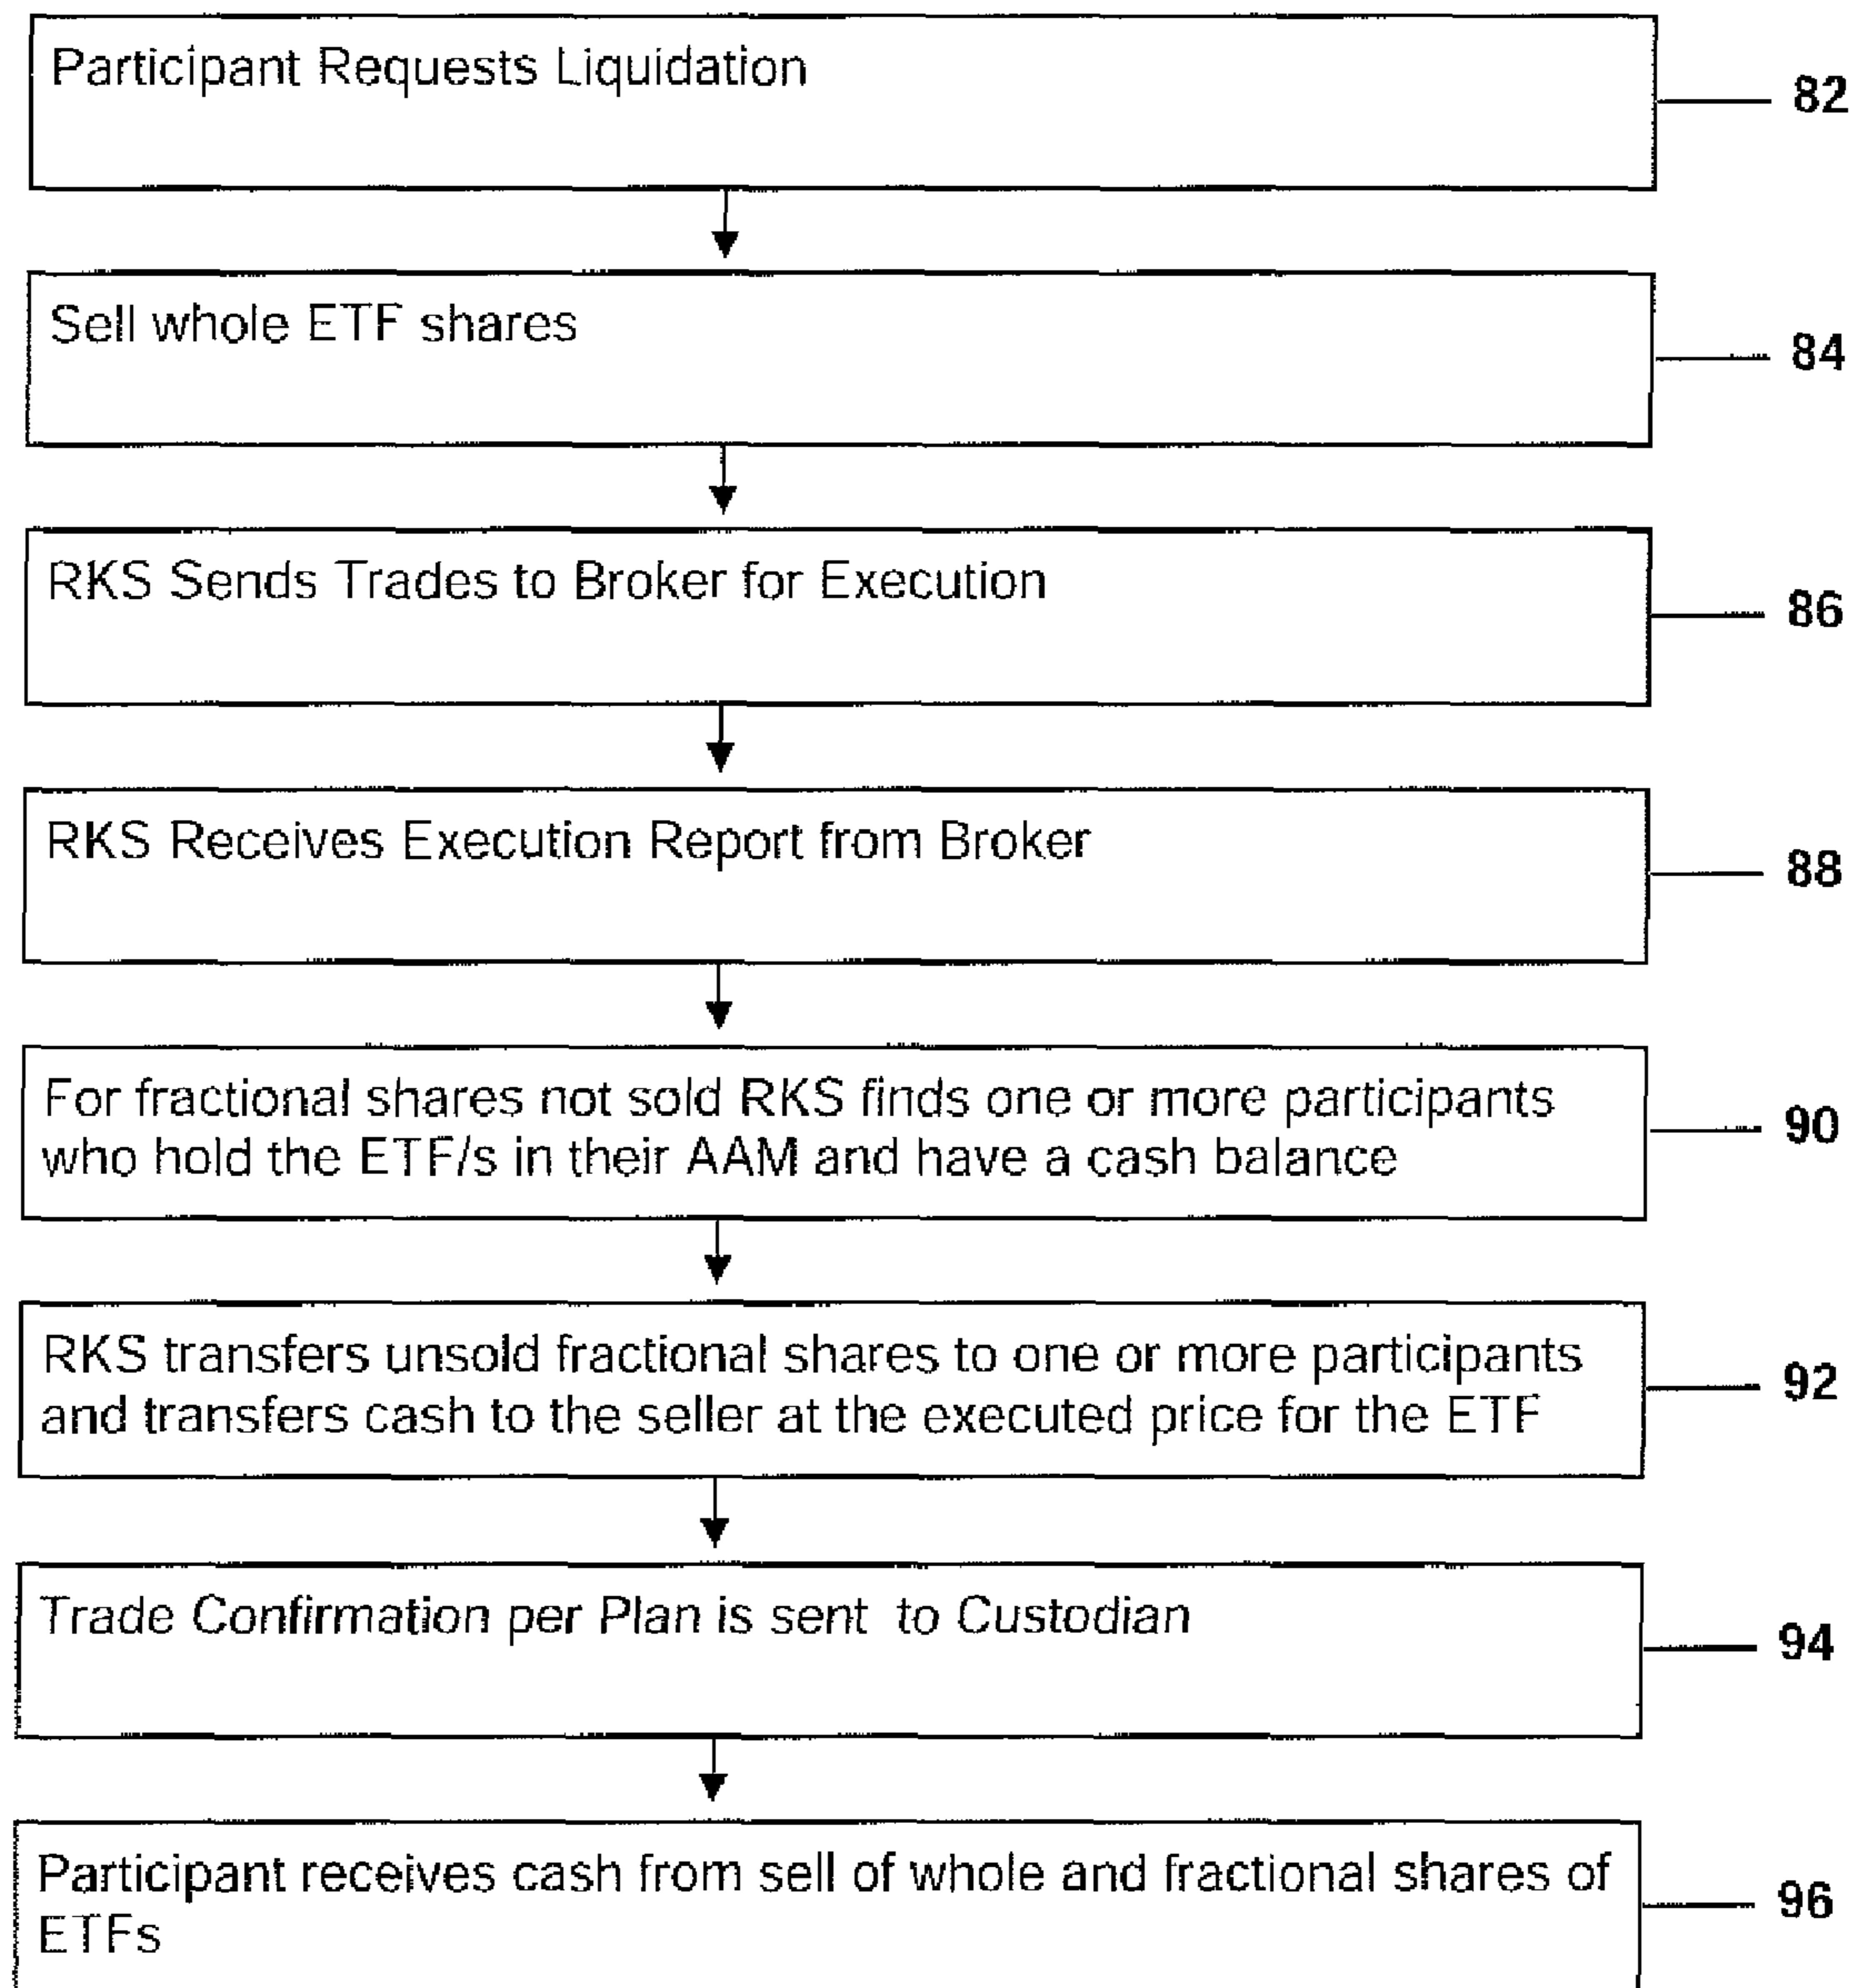 Participant Requests Liquidation
82
Sell whole ETF shares
84
RKS Sends Trades to Broker for Execution
86
RKS Receives Execution Report from Broker
88
For fractional shares not sold RKS finds one or more participants
who hold the ETF/s in their AAM and have a cash balance
90
RKS transfers unsold fractional shares to one or more participants
and transfers cash to the seller at the executed price for the ETF
92
Trade Confirmation per Plan is sent to Custodian
94
Participant receives cash from sell of whole and fractional shares of
ETFs
96